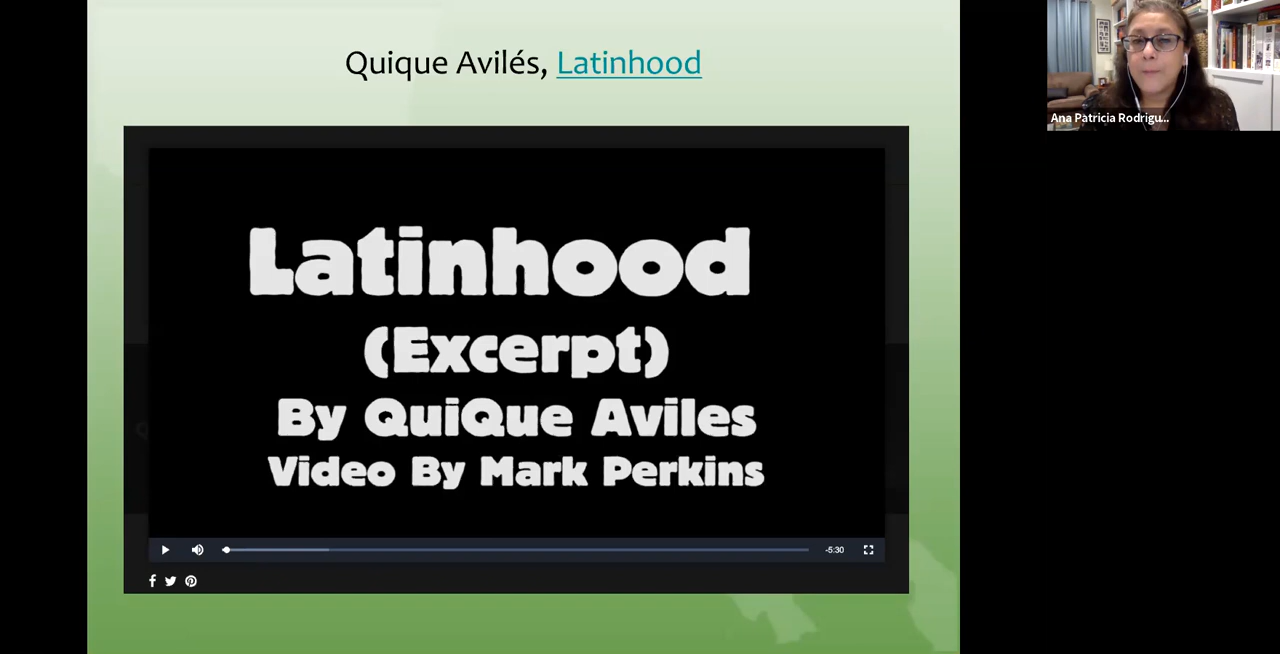 Quique Avilés, Latinhood
Latinhood
(Excerpt)
By QuiQue Aviles
Video By Mark Perkins
-5:30
Ana Patricia Rodrigu...